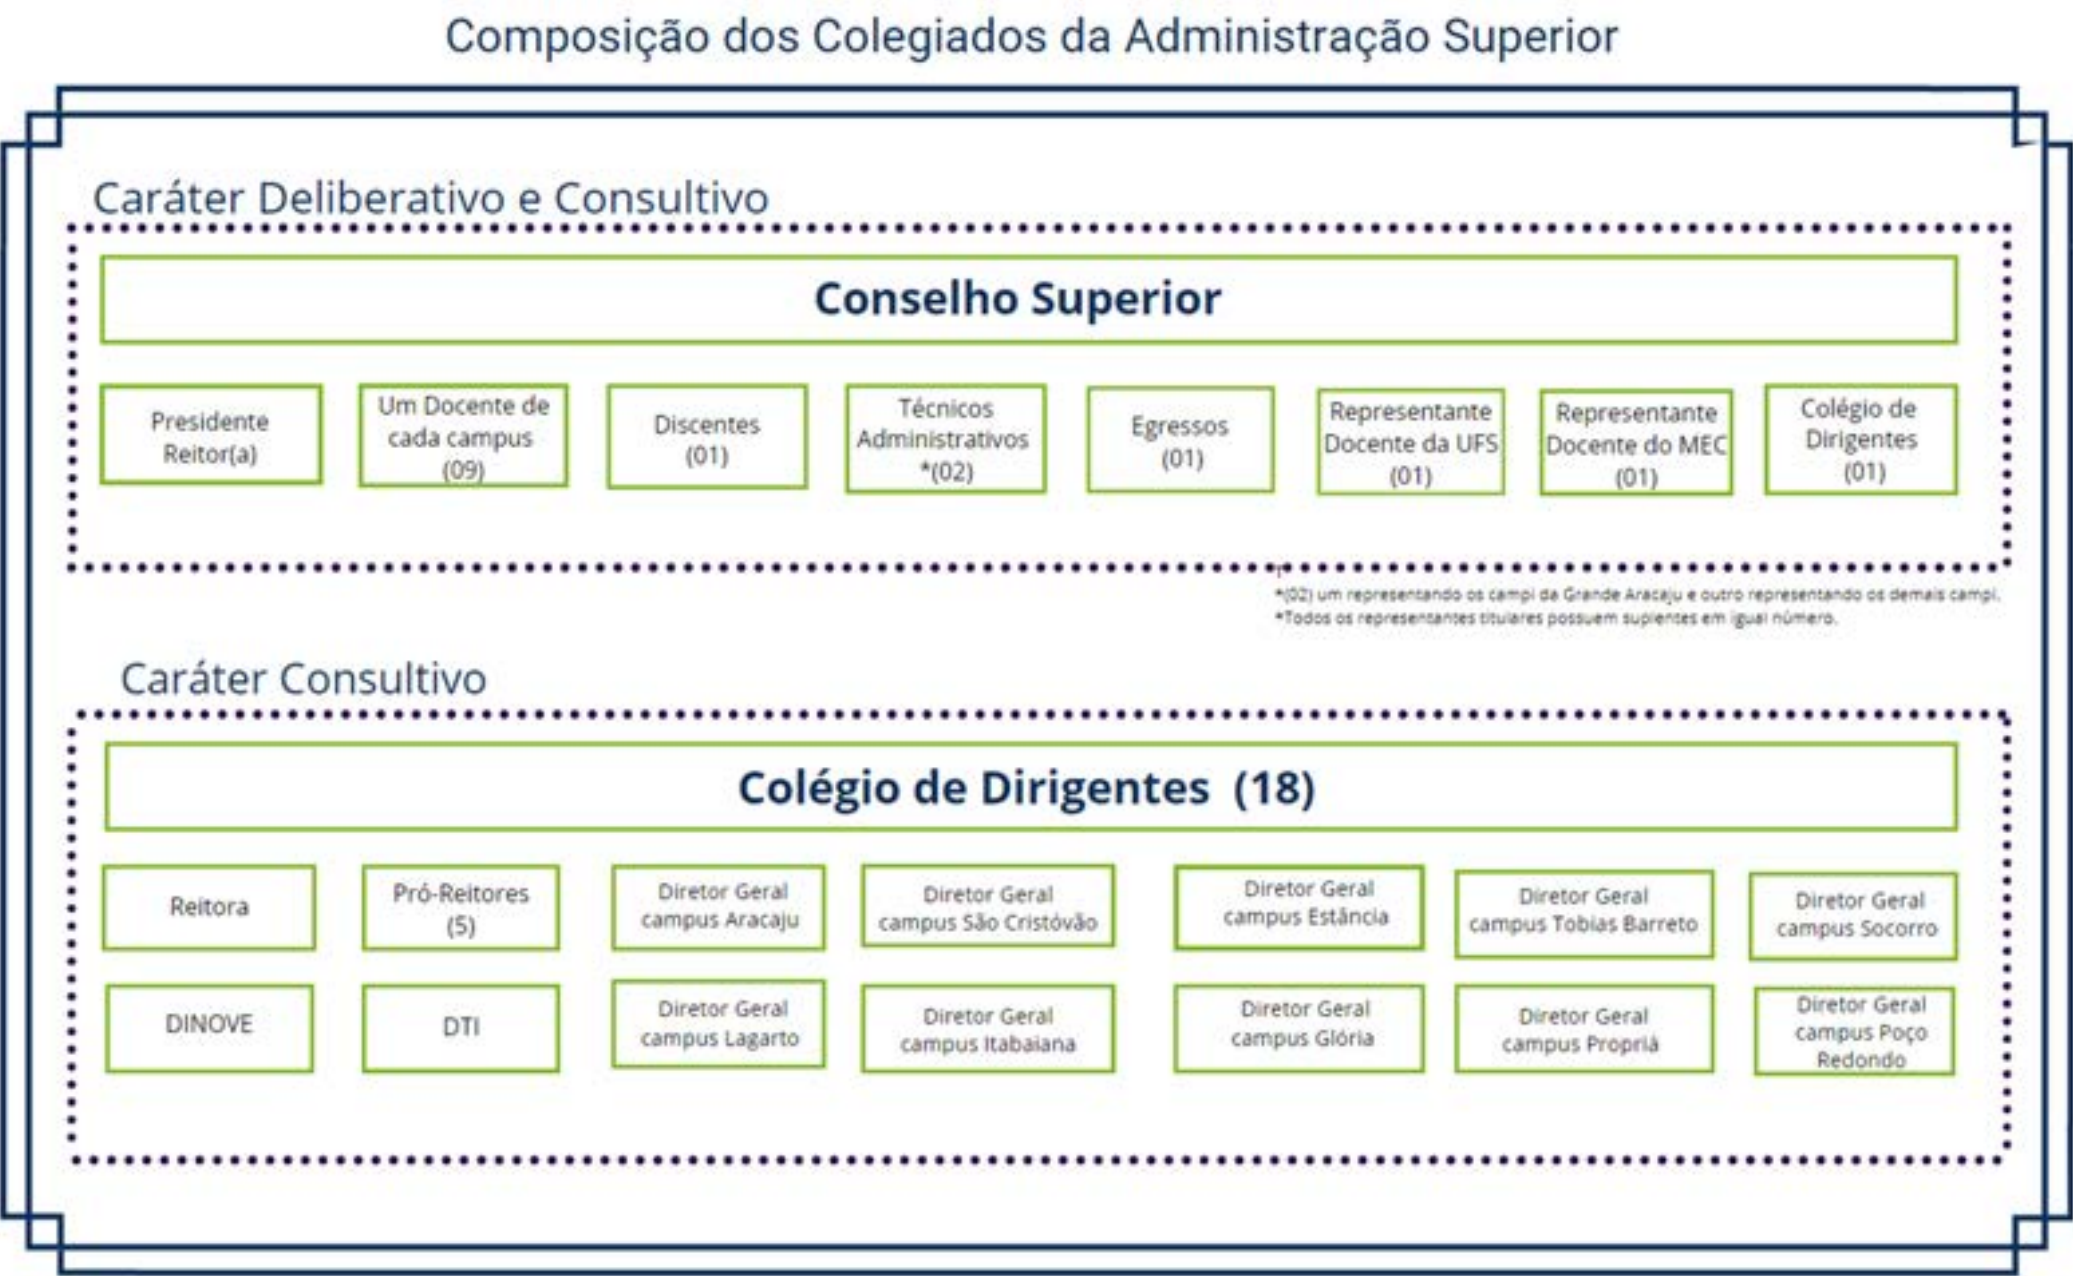 Composição dos Colegiados da Administração Superior
Caráter Deliberativo e Consultivo
Conselho Superior
Presidente
Reitor(a)
Um Docente de
cada campus
(09)
Discentes
(01)
Técnicos
Administrativos
*(02)
Egressos
(01)
Representante
Docente da UFS
(01)
Representante
Docente do MEC
(01)
Colégio de
Dirigentes
(01)
*(02) um representando os campi da Grande Aracaju e outro representando os demais campi.
*Todos os representantes titulares possuem suplentes em igual número.
Caráter Consultivo
Colégio de Dirigentes (18)
Reitora
Pró-Reitores
(5)
Diretor Geral
campus Aracaju
Diretor Geral
campus São Cristóvão
Diretor Geral
campus Estância
Diretor Geral
campus Tobias Barreto
Diretor Geral
campus Socorro
DINOVE
DTI
Diretor Geral
campus Lagarto
Diretor Geral
campus Itabaiana
Diretor Geral
campus Glória
Diretor Geral
campus Propriá
Diretor Geral
campus Poço
Redondo